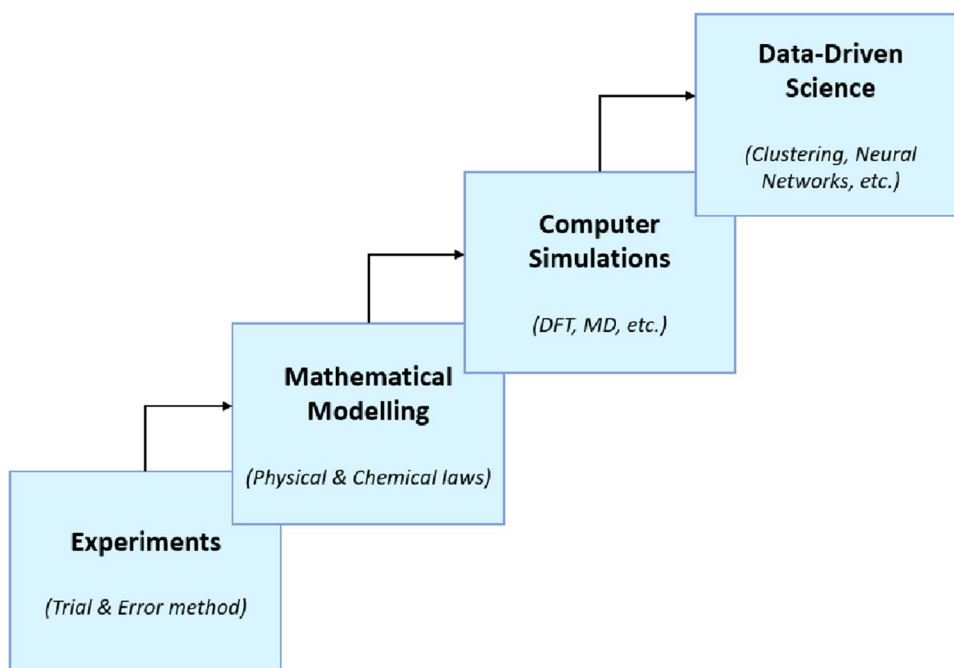 Data-Driven
Science
(Clustering, Neural
Networks, etc.)
Computer
Simulations
(DFT, MD, etc.)
Mathematical
Modelling
(Physical & Chemical laws)
Experiments
(Trial & Error method)